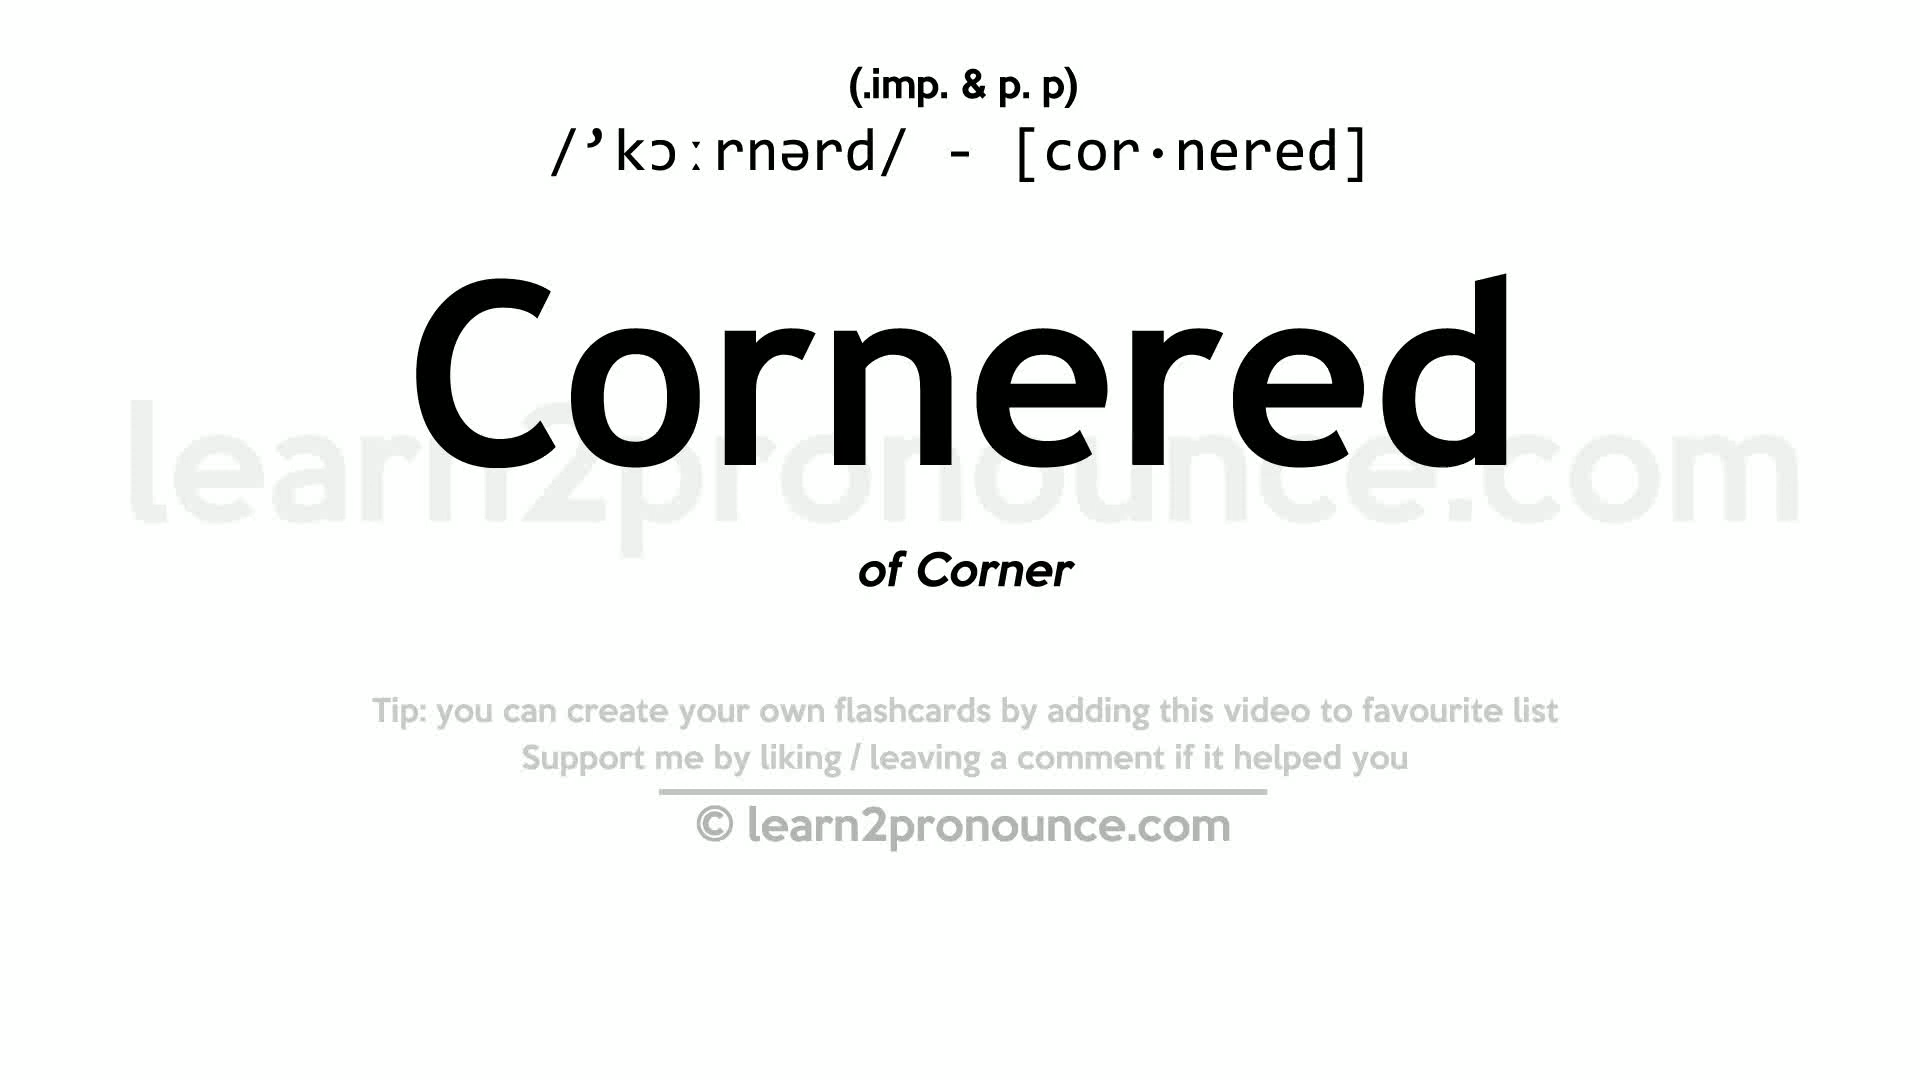 (.imp. & p. p)
/’kɔːrnərd/ - [cor·nered]
Cornered
learn2pronounce.com
of Corner
Tip: you can create your own flashcards by adding this video to favourite list
Support me by liking / leaving a comment if it helped you
© learn2pronounce.com